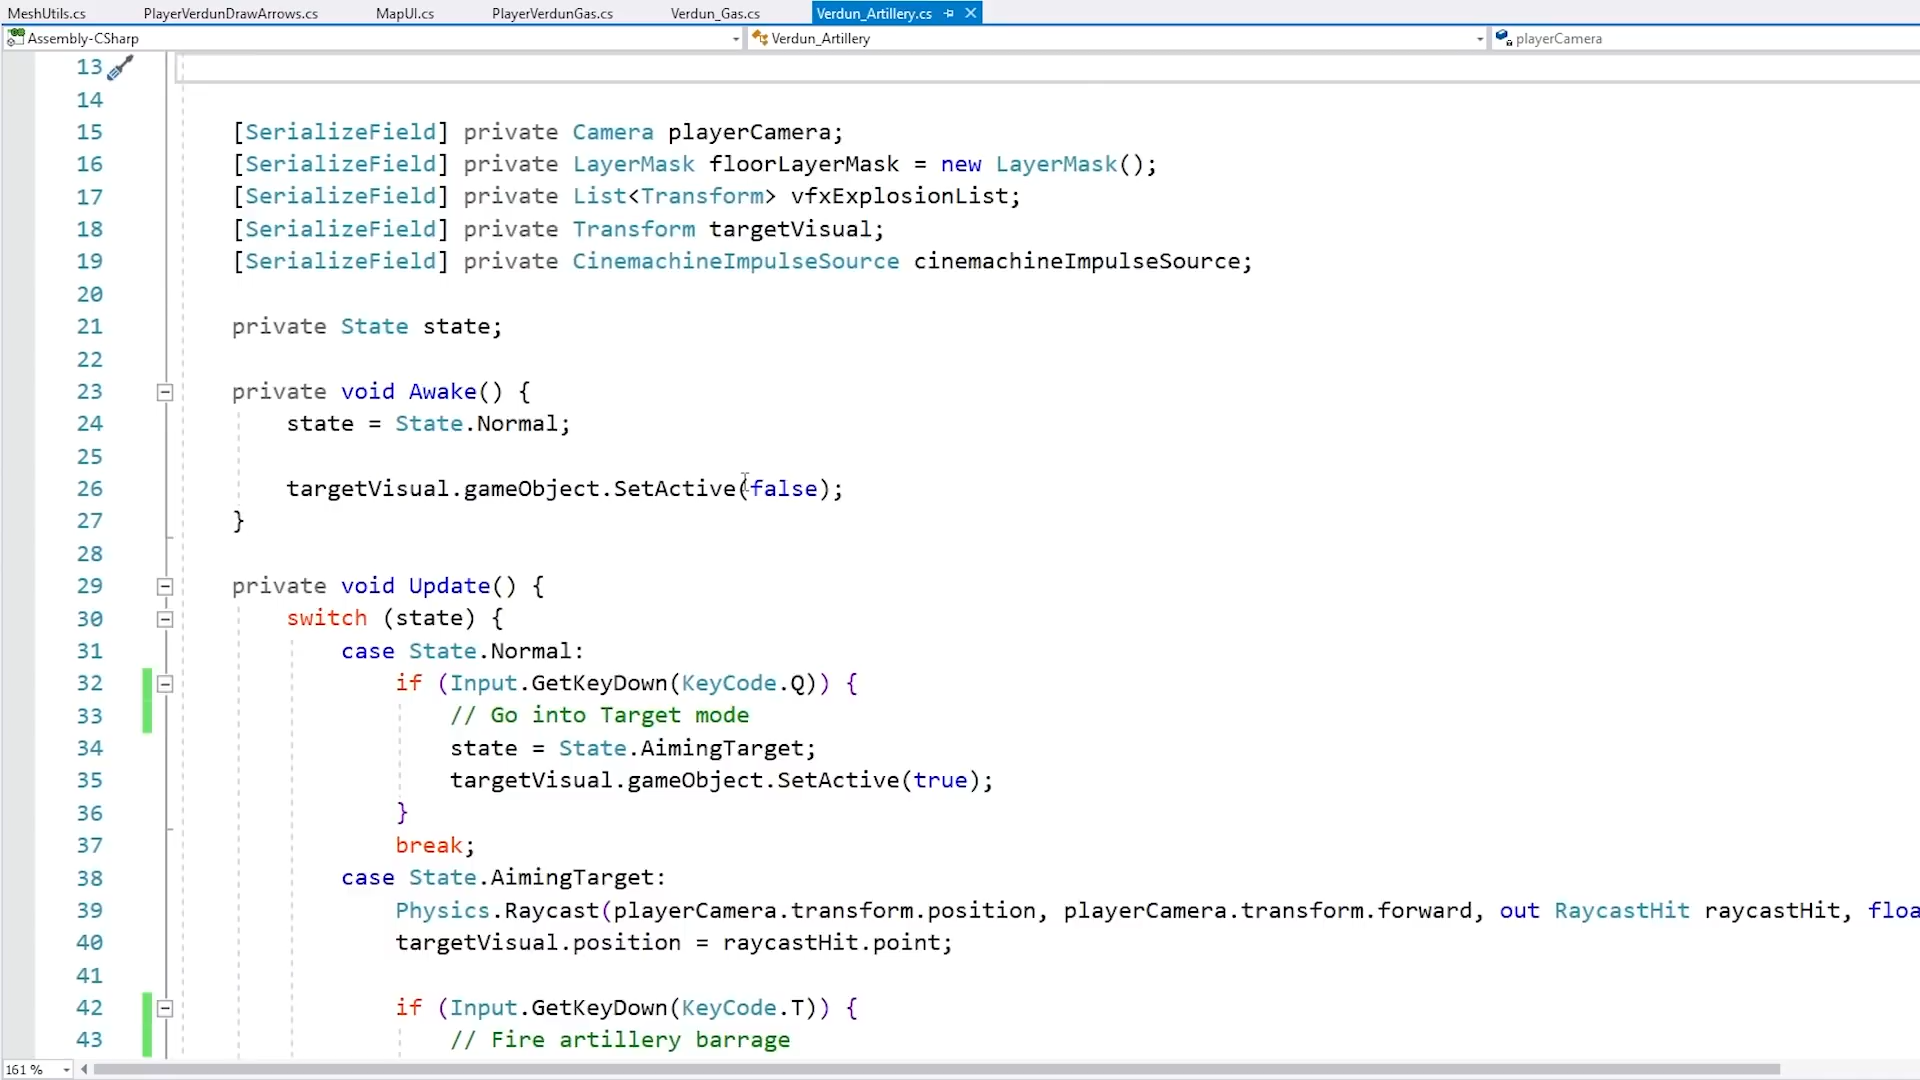 MeshUtils.cs PlayerVerdunDrawArrows.cs MapUI.cs PlayerVerdunGas.cs Verdun_Gas.cs Verdun_Artillery.cs
Assembly-CSharp Verdun_Artillery playerCamera
13
14
15 [SerializeField] private Camera playerCamera;
16 [SerializeField] private LayerMask floorLayerMask = new LayerMask();
17 [SerializeField] private List<Transform> vfxExplosionList;
18 [SerializeField] private Transform targetVisual;
19 [SerializeField] private CinemachineImpulseSource cinemachineImpulseSource;
20
21 private State state;
22
23 private void Awake() {
24 state = State.Normal;
25
26 targetVisual.gameObject.SetActive(false);
27 }
28
29 private void Update() {
30 switch (state) {
31 case State.Normal:
32 if (Input.GetKeyDown(KeyCode.Q)) {
33 // Go into Target mode
34 state = State.AimingTarget;
35 targetVisual.gameObject.SetActive(true);
36 }
37 break;
38 case State.AimingTarget:
39 Physics.Raycast(playerCamera.transform.position, playerCamera.transform.forward, out RaycastHit raycastHit, floa
40 targetVisual.position = raycastHit.point;
41
42 if (Input.GetKeyDown(KeyCode.T)) {
43 // Fire artillery barrage
161 %